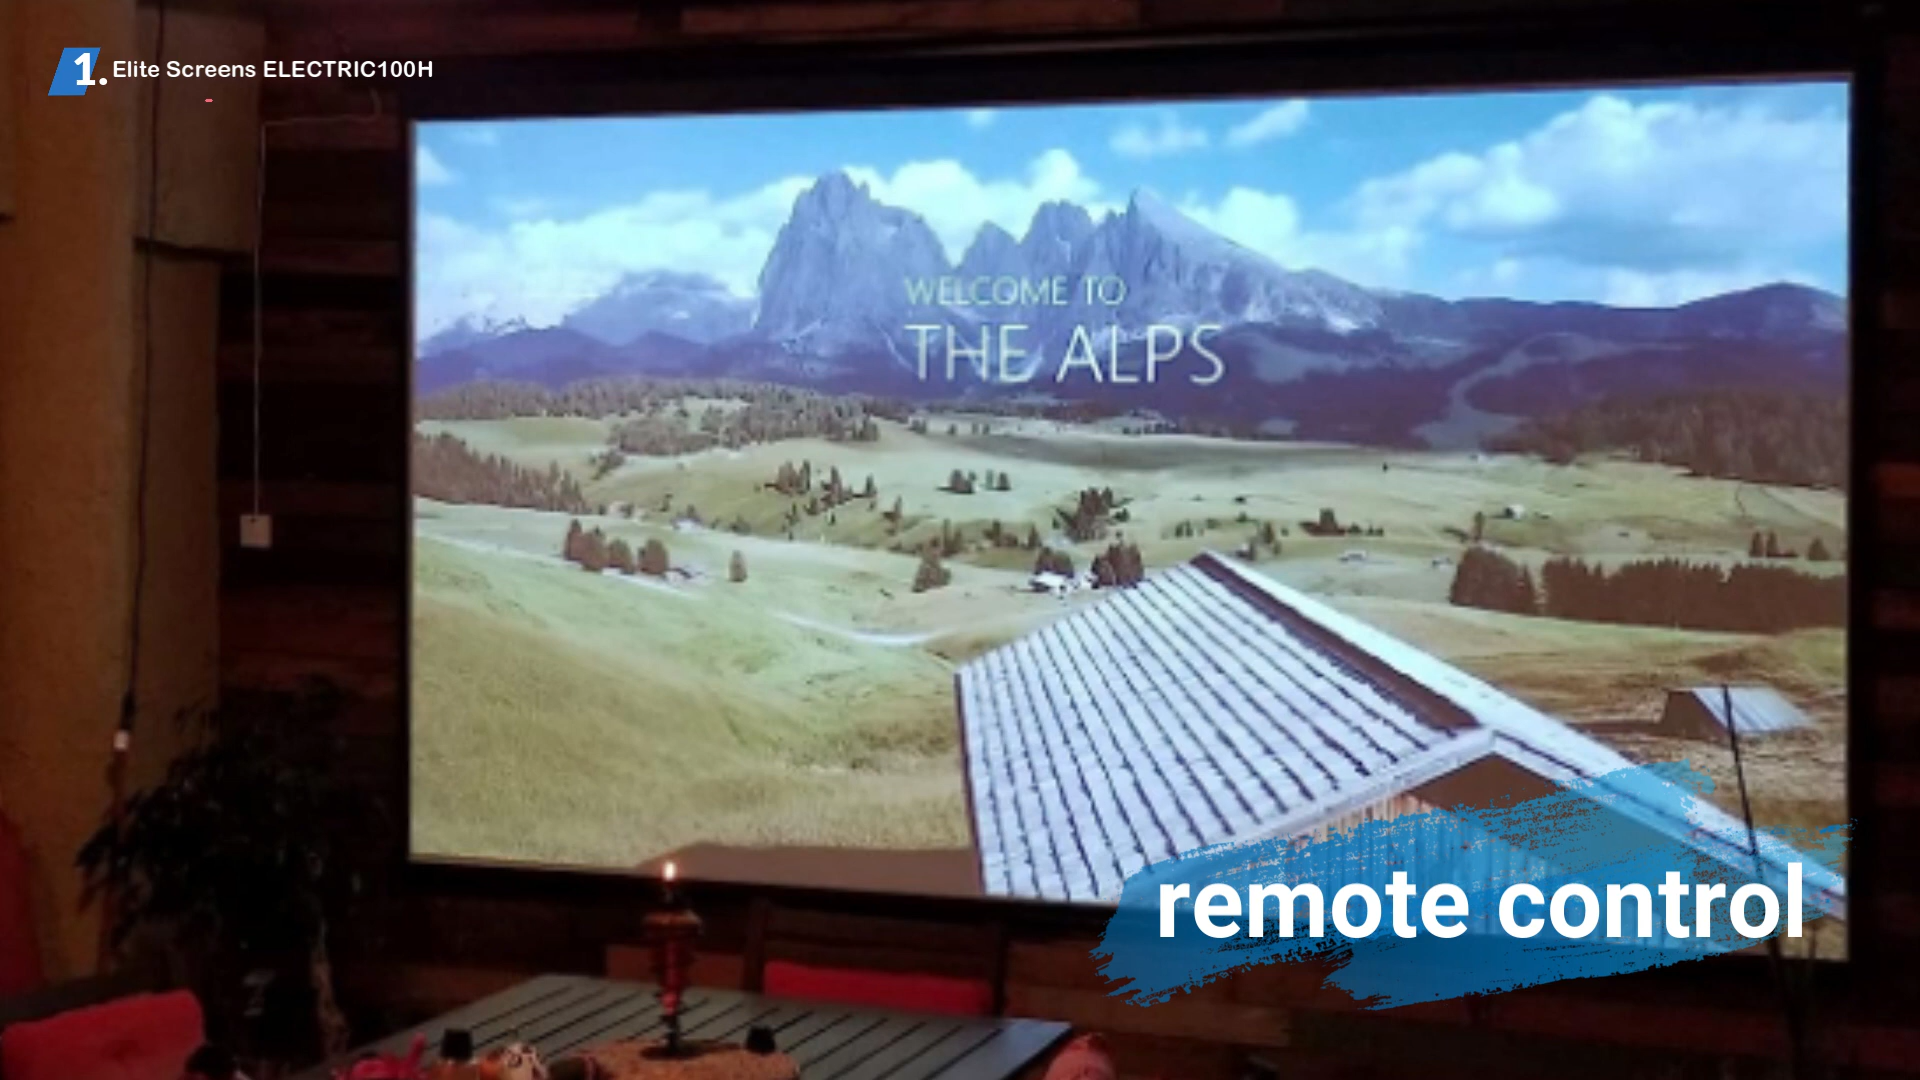 1. Elite Screens ELECTRIC100H
WELCOME TO
THE ALPS
remote control